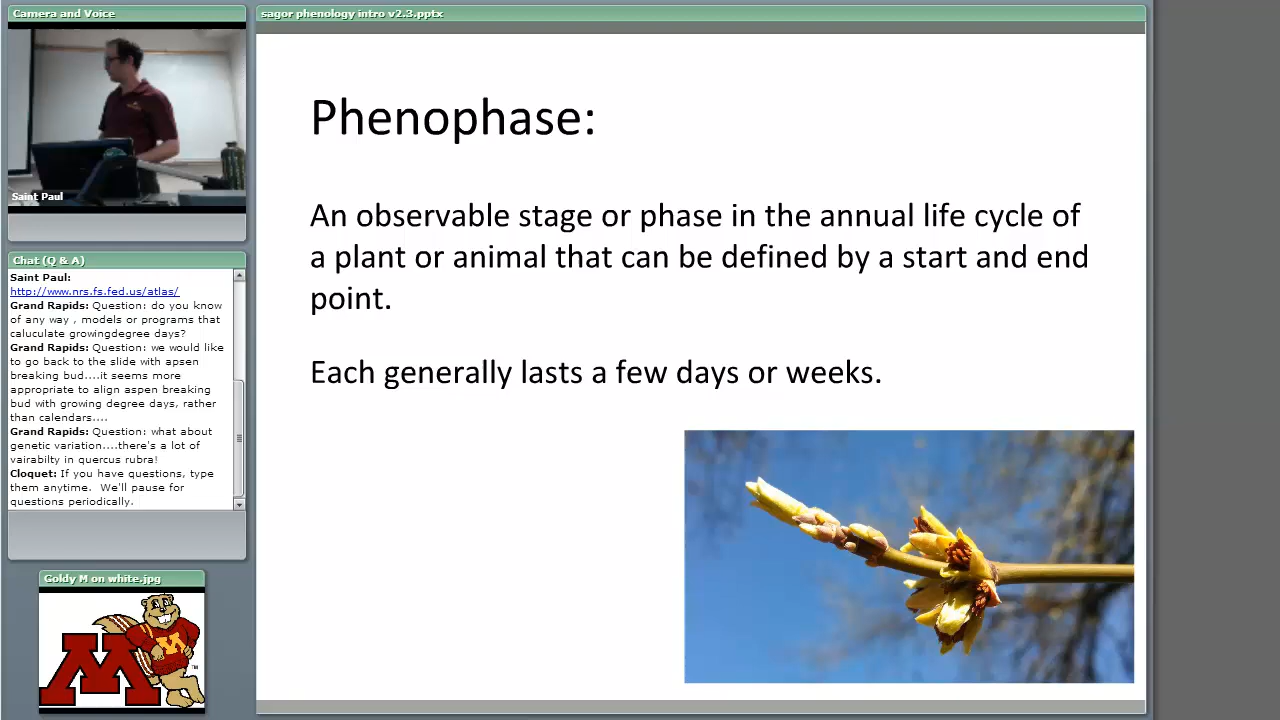 Camera and Voice
Saint Paul
Chat (Q & A)
Saint Paul:
http://www.nrs.fs.fed.us/atlas/
Grand Rapids: Question: do you know
of any way , models or programs that
caluculate growingdegree days?
Grand Rapids: Question: we would like
to go back to the slide with apsen
breaking bud....it seems more
appropriate to align aspen breaking
bud with growing degree days, rather
than calendars....
Grand Rapids: Question: what about
genetic variation....there's a lot of
vairabilty in quercus rubra!
Cloquet: If you have questions, type
them anytime.  We'll pause for
questions periodically.
Goldy M on white.jpg
M
M
TM
sagor phenology intro v2.3.pptx
Phenophase:
An observable stage or phase in the annual life cycle of
a plant or animal that can be defined by a start and end
point.
Each generally lasts a few days or weeks.